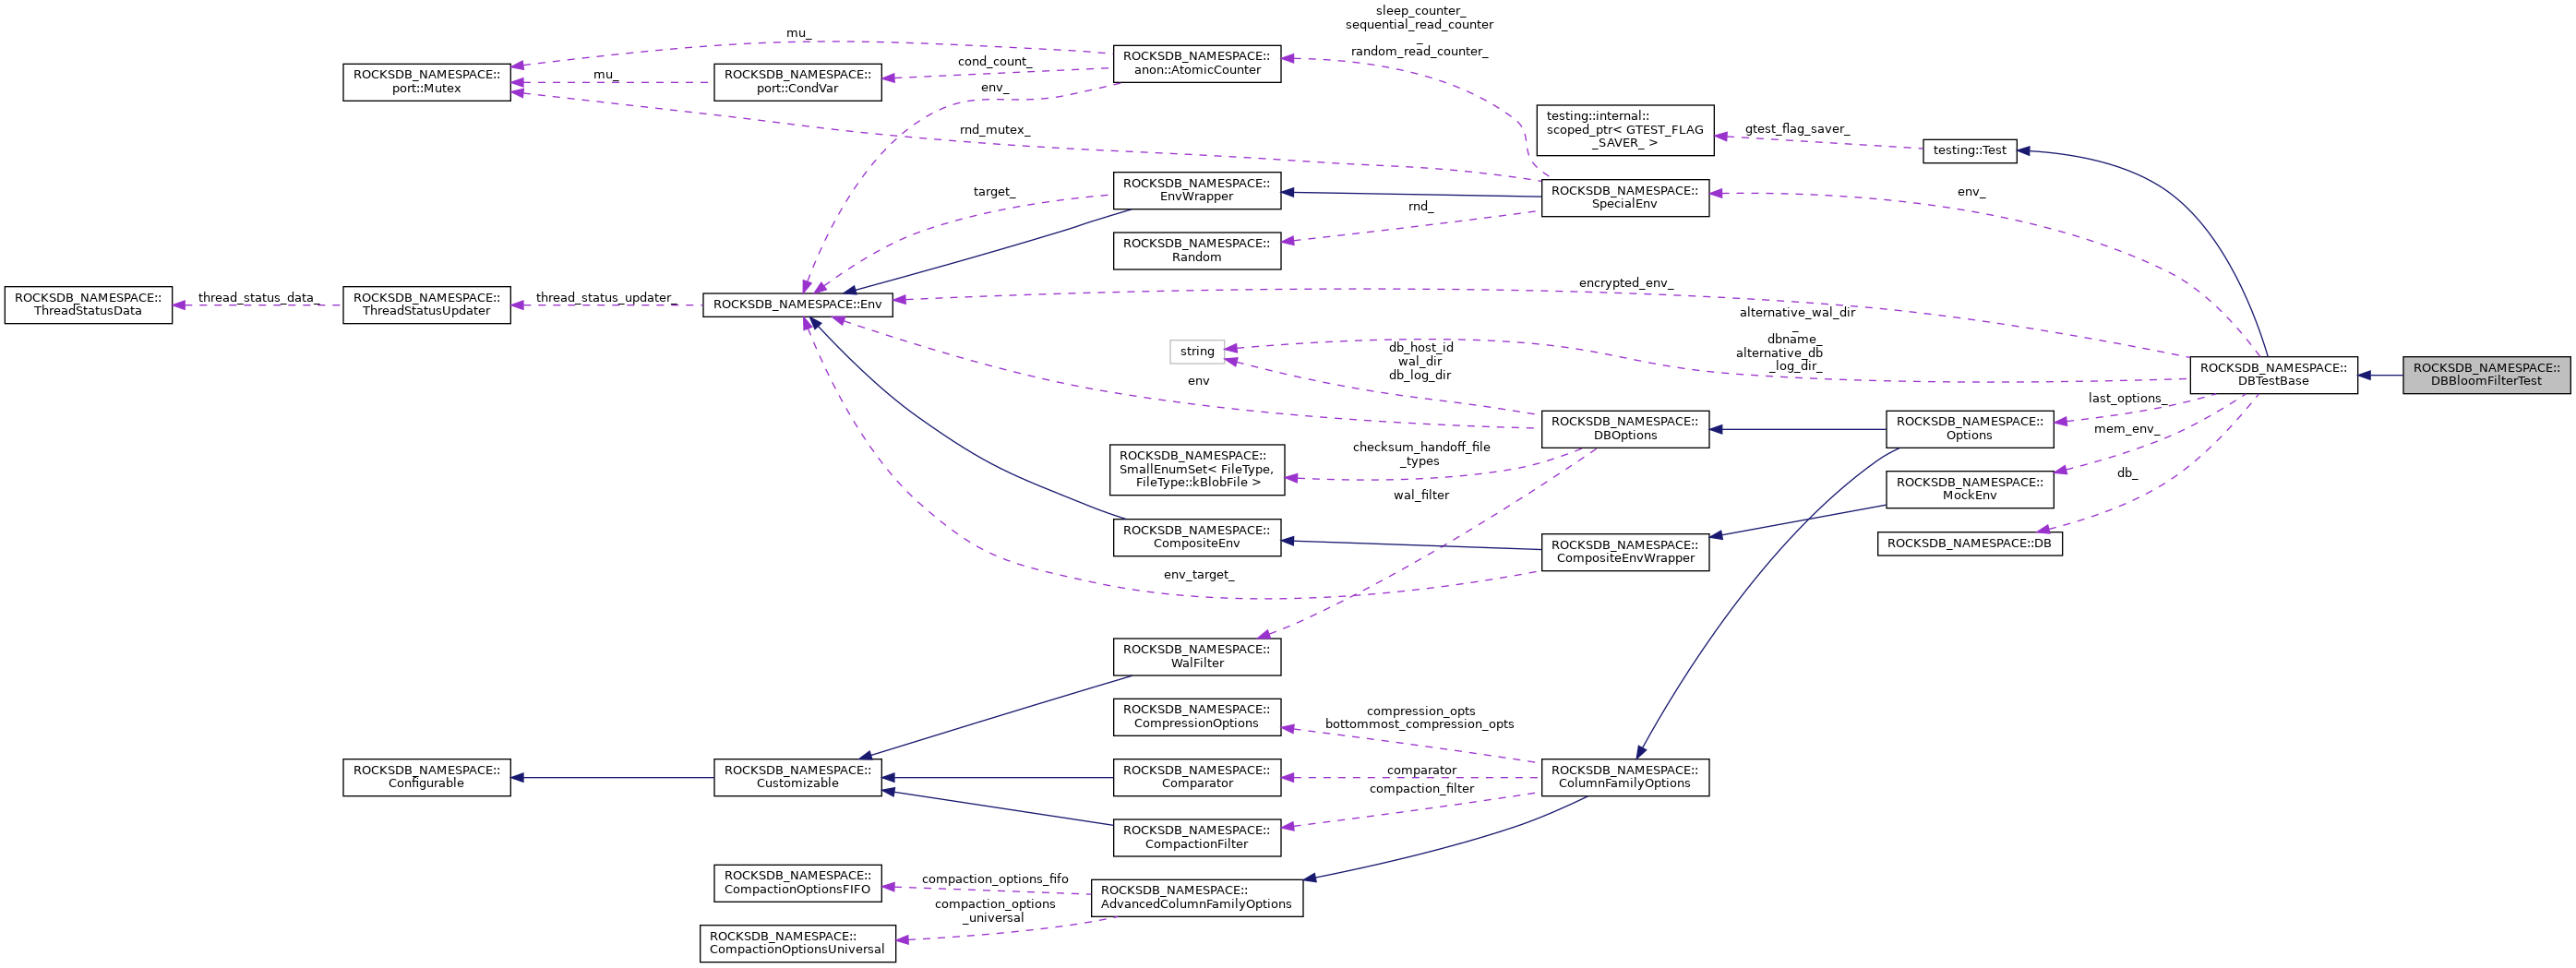 sleep_counter_
sequential_read_counter
_
random_read_counter_
mu_
ROCKSDB_NAMESPACE::
anon::AtomicCounter
cond_count_
ROCKSDB_NAMESPACE::
port::Mutex
mu_
ROCKSDB_NAMESPACE::
port::CondVar
env_
rnd_mutex_
testing::internal::
scoped_ptr< GTEST_FLAG
_SAVER_ >
gtest_flag_saver_
testing::Test
target_
ROCKSDB_NAMESPACE::
EnvWrapper
ROCKSDB_NAMESPACE::
SpecialEnv
env_
rnd_
ROCKSDB_NAMESPACE::
Random
ROCKSDB_NAMESPACE::
ThreadStatusData
thread_status_data_
ROCKSDB_NAMESPACE::
ThreadStatusUpdater
thread_status_updater_
ROCKSDB_NAMESPACE::Env
encrypted_env_
alternative_wal_dir
_
dbname_
alternative_db
_log_dir_
string
db_host_id
wal_dir
db_log_dir
env
ROCKSDB_NAMESPACE::
DBTestBase
ROCKSDB_NAMESPACE::
DBBloomFilterTest
last_options_
mem_env_
db_
ROCKSDB_NAMESPACE::
DBOptions
ROCKSDB_NAMESPACE::
Options
checksum_handoff_file
_types
ROCKSDB_NAMESPACE::
SmallEnumSet< FileType,
FileType::kBlobFile >
wal_filter
ROCKSDB_NAMESPACE::
MockEnv
ROCKSDB_NAMESPACE::
CompositeEnv
ROCKSDB_NAMESPACE::
CompositeEnvWrapper
ROCKSDB_NAMESPACE::DB
env_target_
ROCKSDB_NAMESPACE::
WalFilter
ROCKSDB_NAMESPACE::
CompressionOptions
compression_opts
bottommost_compression_opts
ROCKSDB_NAMESPACE::
Configurable
ROCKSDB_NAMESPACE::
Customizable
ROCKSDB_NAMESPACE::
Comparator
comparator
compaction_filter
ROCKSDB_NAMESPACE::
ColumnFamilyOptions
ROCKSDB_NAMESPACE::
CompactionFilter
ROCKSDB_NAMESPACE::
CompactionOptionsFIFO
compaction_options_fifo
compaction_options
_universal
ROCKSDB_NAMESPACE::
AdvancedColumnFamilyOptions
ROCKSDB_NAMESPACE::
CompactionOptionsUniversal